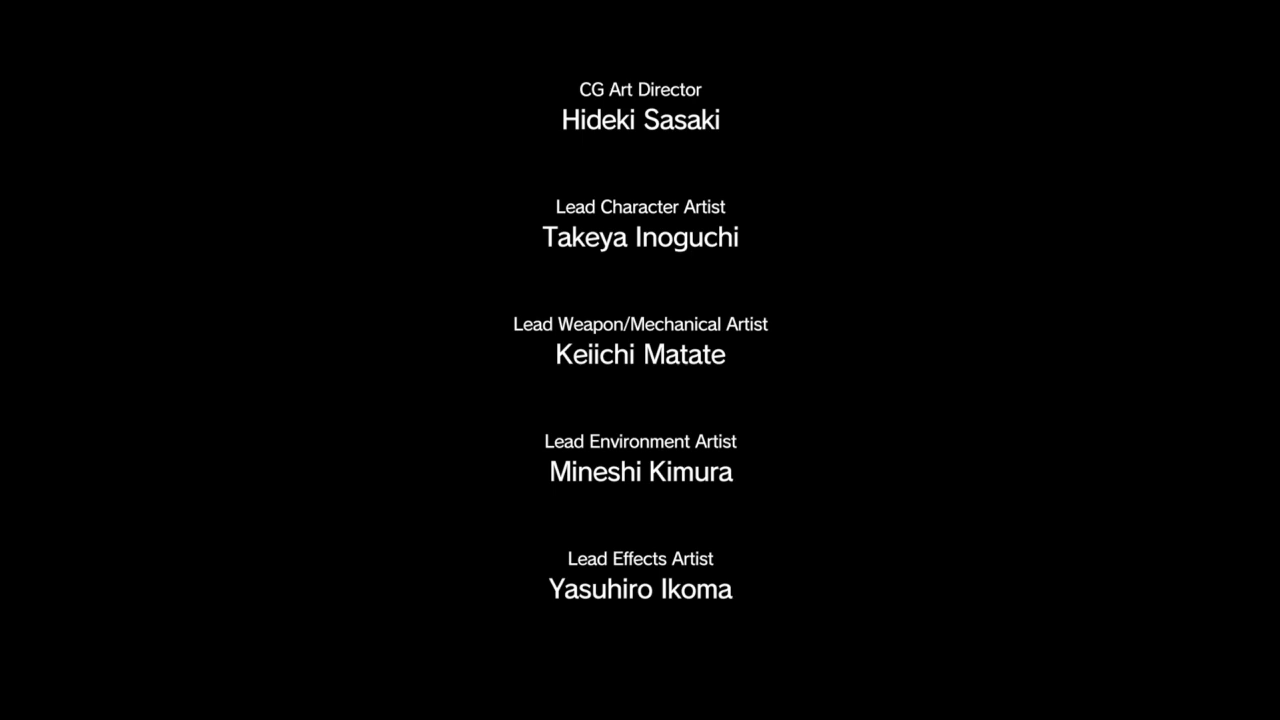 CG Art Director
Hideki Sasaki
Lead Character Artist
Takeya Inoguchi
Lead Weapon/Mechanical Artist
Keiichi Matate
Lead Environment Artist
Mineshi Kimura
Lead Effects Artist
Yasuhiro Ikoma